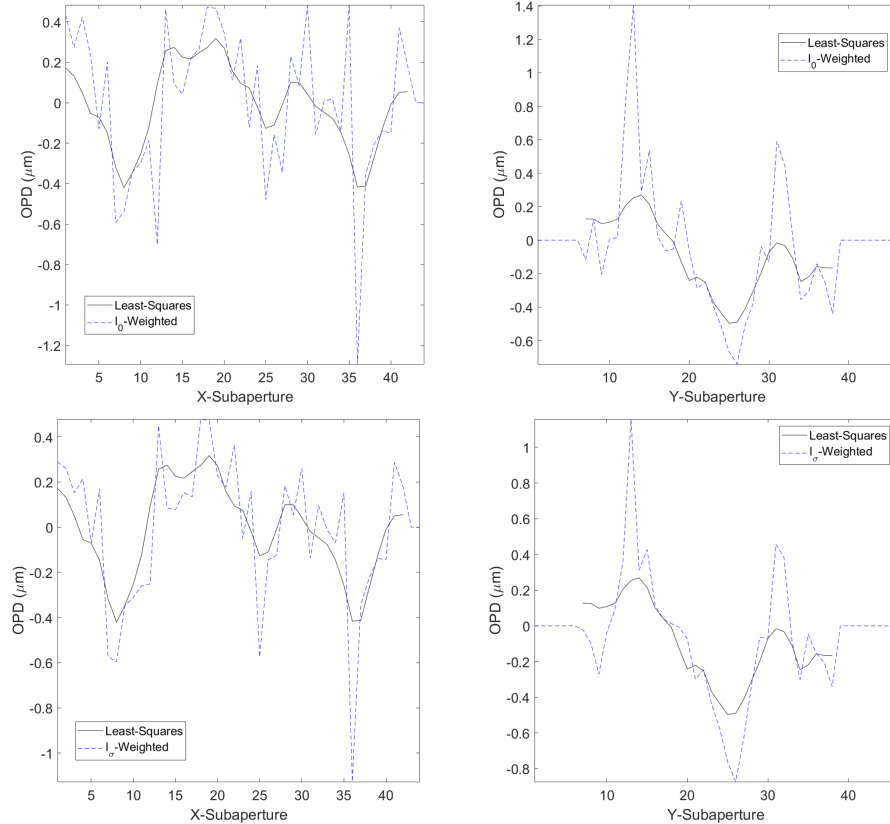 0.4
0.2
0
-0.2
-0.4
-0.6
-0.8
-1
-1.2
OPD (μm)
5 10 15 20 25 30 35 40
X-Subaperture
Least-Squares
I0-Weighted
1.4
1.2
1
0.8
0.6
0.4
0.2
0
-0.2
-0.4
-0.6
OPD (μm)
10 20 30 40
Y-Subaperture
Least-Squares
I0-Weighted
0.4
0.2
0
-0.2
-0.4
-0.6
-0.8
-1
OPD (μm)
5 10 15 20 25 30 35 40
X-Subaperture
Least-Squares
Iσ-Weighted
1
0.8
0.6
0.4
0.2
0
-0.2
-0.4
-0.6
-0.8
OPD (μm)
10 20 30 40
Y-Subaperture
Least-Squares
Iσ-Weighted